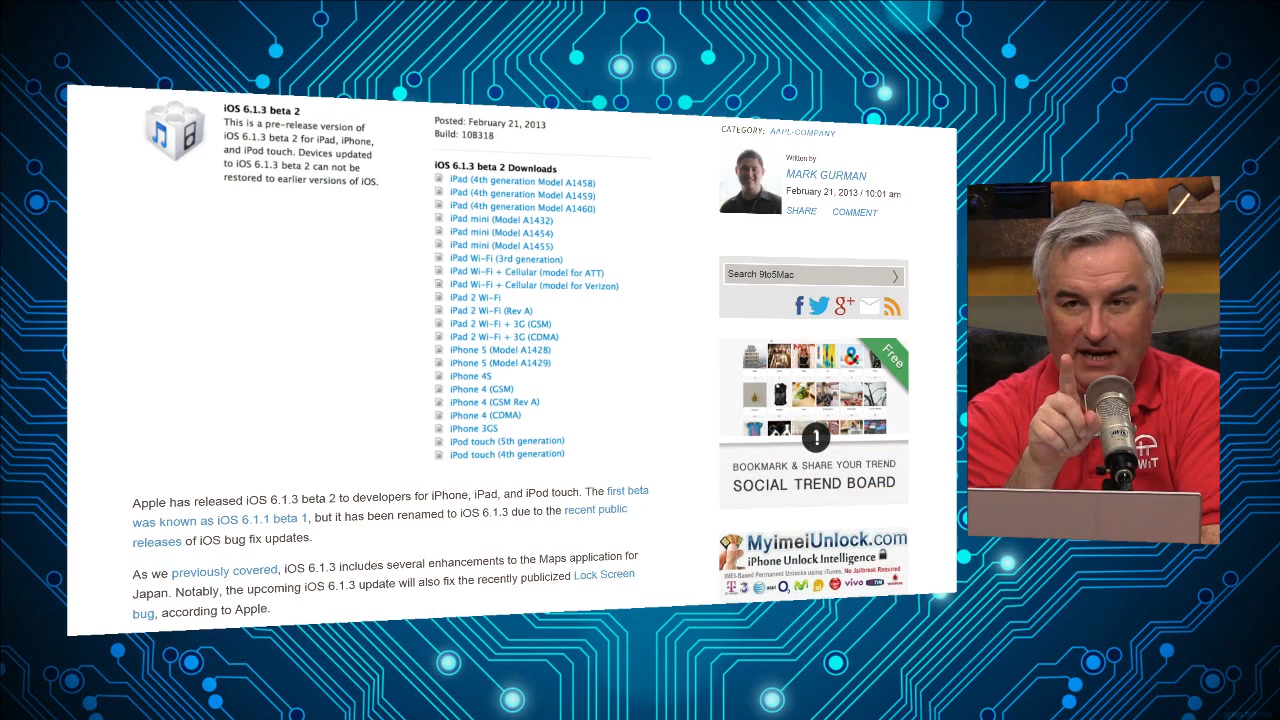 iOS 6.1.3 beta 2
This is a pre-release version of
iOS 6.1.3 beta 2 for iPad, iPhone,
and iPod touch. Devices updated
to iOS 6.1.3 beta 2 can not be
restored to earlier versions of iOS.
Posted: February 21, 2013
Build: 10B318
iOS 6.1.3 beta 2 Downloads
iPad (4th generation Model A1458)
iPad (4th generation Model A1459)
iPad (4th generation Model A1460)
iPad mini (Model A1432)
iPad mini (Model A1454)
iPad mini (Model A1455)
iPad Wi-Fi (3rd generation)
iPad Wi-Fi + Cellular (model for ATT)
iPad Wi-Fi + Cellular (model for Verizon)
iPad 2 Wi-Fi
iPad 2 Wi-Fi (Rev A)
iPad 2 Wi-Fi + 3G (GSM)
iPad 2 Wi-Fi + 3G (CDMA)
iPhone 5 (Model A1428)
iPhone 5 (Model A1429)
iPhone 4S
iPhone 4 (GSM)
iPhone 4 (GSM Rev A)
iPhone 4 (CDMA)
iPhone 3GS
iPod touch (5th generation)
iPod touch (4th generation)
Apple has released iOS 6.1.3 beta 2 to developers for iPhone, iPad, and iPod touch. The first beta
was known as iOS 6.1.1 beta 1, but it has been renamed to iOS 6.1.3 due to the recent public
releases of iOS bug fix updates.
As we previously covered, iOS 6.1.3 includes several enhancements to the Maps application for
Japan. Notably, the upcoming iOS 6.1.3 update will also fix the recently publicized Lock Screen
bug, according to Apple.
CATEGORY: AAPL-COMPANY
Written by
MARK GURMAN
February 21, 2013 / 10:01 am
SHARE COMMENT
Search 9to5Mac
Free
BOOKMARK & SHARE YOUR TREND
SOCIAL TREND BOARD
MyimeiUnlock.com
iPhone Unlock Intelligence
IMEI-Based Permanent Unlocks using iTunes, No Jailbreak Required
at&t
O2
vivo
TIM
vodafone
TWiT